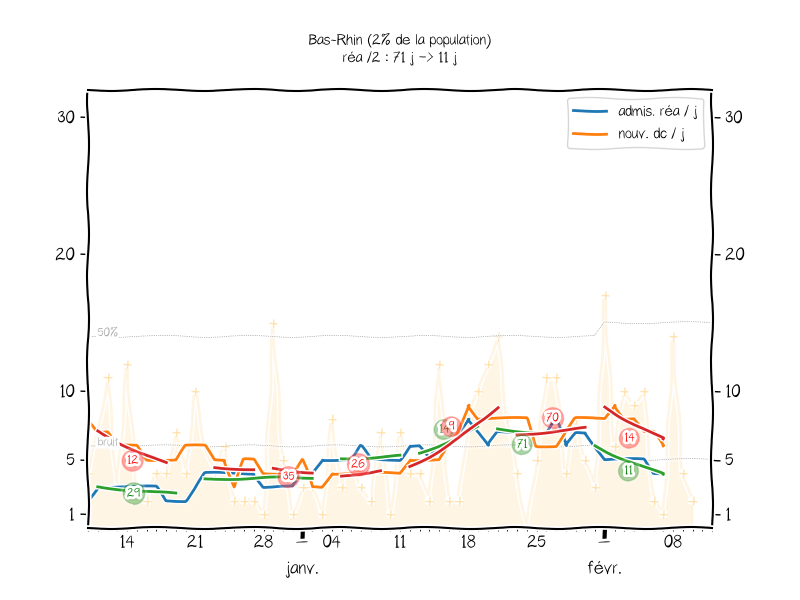 Bas-Rhin (2% de la population)
réa /2 : 71 j -> 11 j
admis. réa / j
nouv. dc / j
30 30
20 20
50%
10 10
bruit
5 5
1 1
12 29 35 26 9 71 70 14 11
14 21 28 04 11 18 25 08
janv. févr.